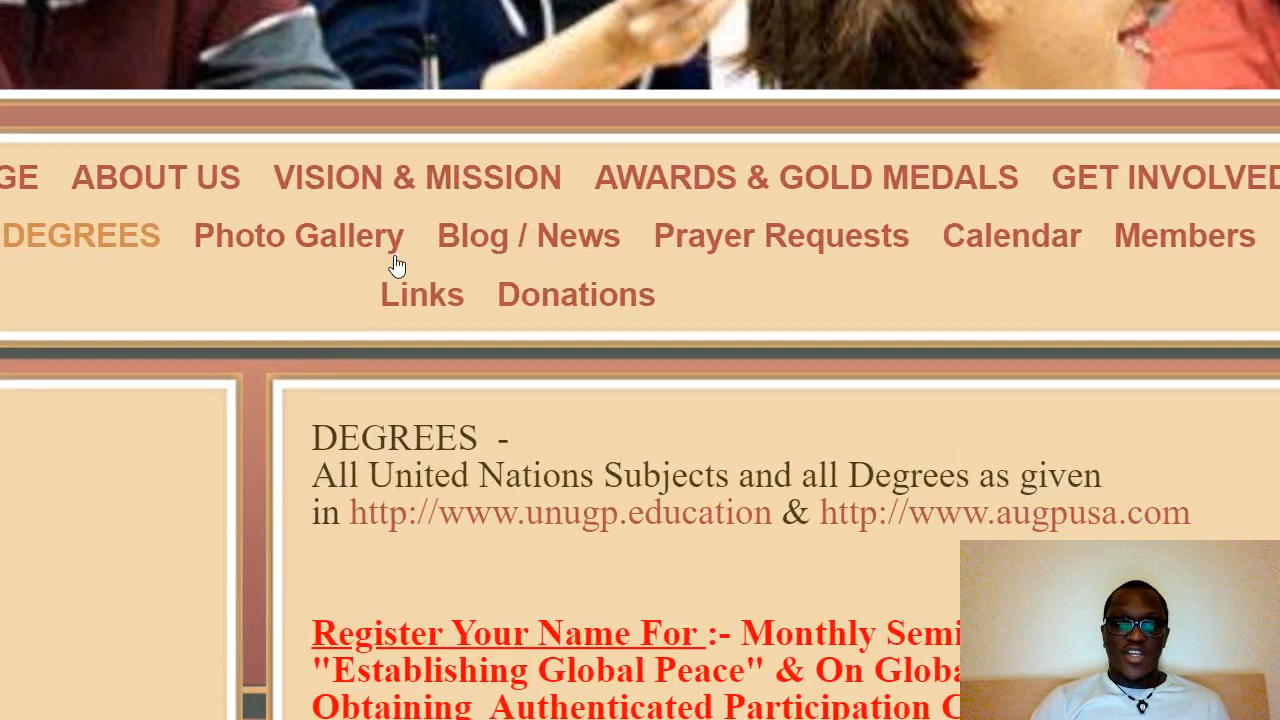 GE ABOUT US VISION & MISSION AWARDS & GOLD MEDALS GET INVOLVED
DEGREES Photo Gallery Blog / News Prayer Requests Calendar Members
Links Donations
DEGREES -
All United Nations Subjects and all Degrees as given
in http://www.unugp.education & http://www.augpusa.com
Register Your Name For :- Monthly Semi
"Establishing Global Peace" & On Globa
Obtaining Authenticated Participation C